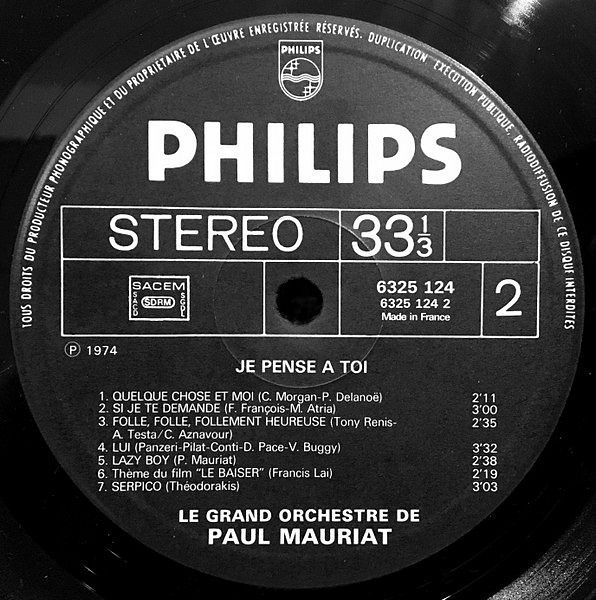 TOUS DROITS DU PRODUCTEUR PHONOGRAPHIQUE ET DU PROPRIETAIRE DE L'ŒUVRE ENREGISTRÉE RÉSERVÉS. DUPLICATION EXÉCUTION PUBLIQUE, RADIODIFFUSION DE CE DISQUE INTERDITES
PHILIPS
PHILIPS
STEREO 33 1/3
SACEM
SACD SDRM SGDL
6325 124
6325 124 2
Made in France
2
Ⓟ 1974
JE PENSE A TOI
1. QUELQUE CHOSE ET MOI (C. Morgan-P. Delanoë) 2'11
2. SI JE TE DEMANDE (F. François-M. Atria) 3'00
3. FOLLE, FOLLE, FOLLEMENT HEUREUSE (Tony Renis- 2'35
A. Testa/C. Aznavour)
4. LUI (Panzeri-Pilat-Conti-D. Pace-V. Buggy) 3'32
5. LAZY BOY (P. Mauriat) 2'38
6. Thème du film "LE BAISER" (Francis Lai) 2'19
7. SERPICO (Théodorakis) 3'03
LE GRAND ORCHESTRE DE
PAUL MAURIAT